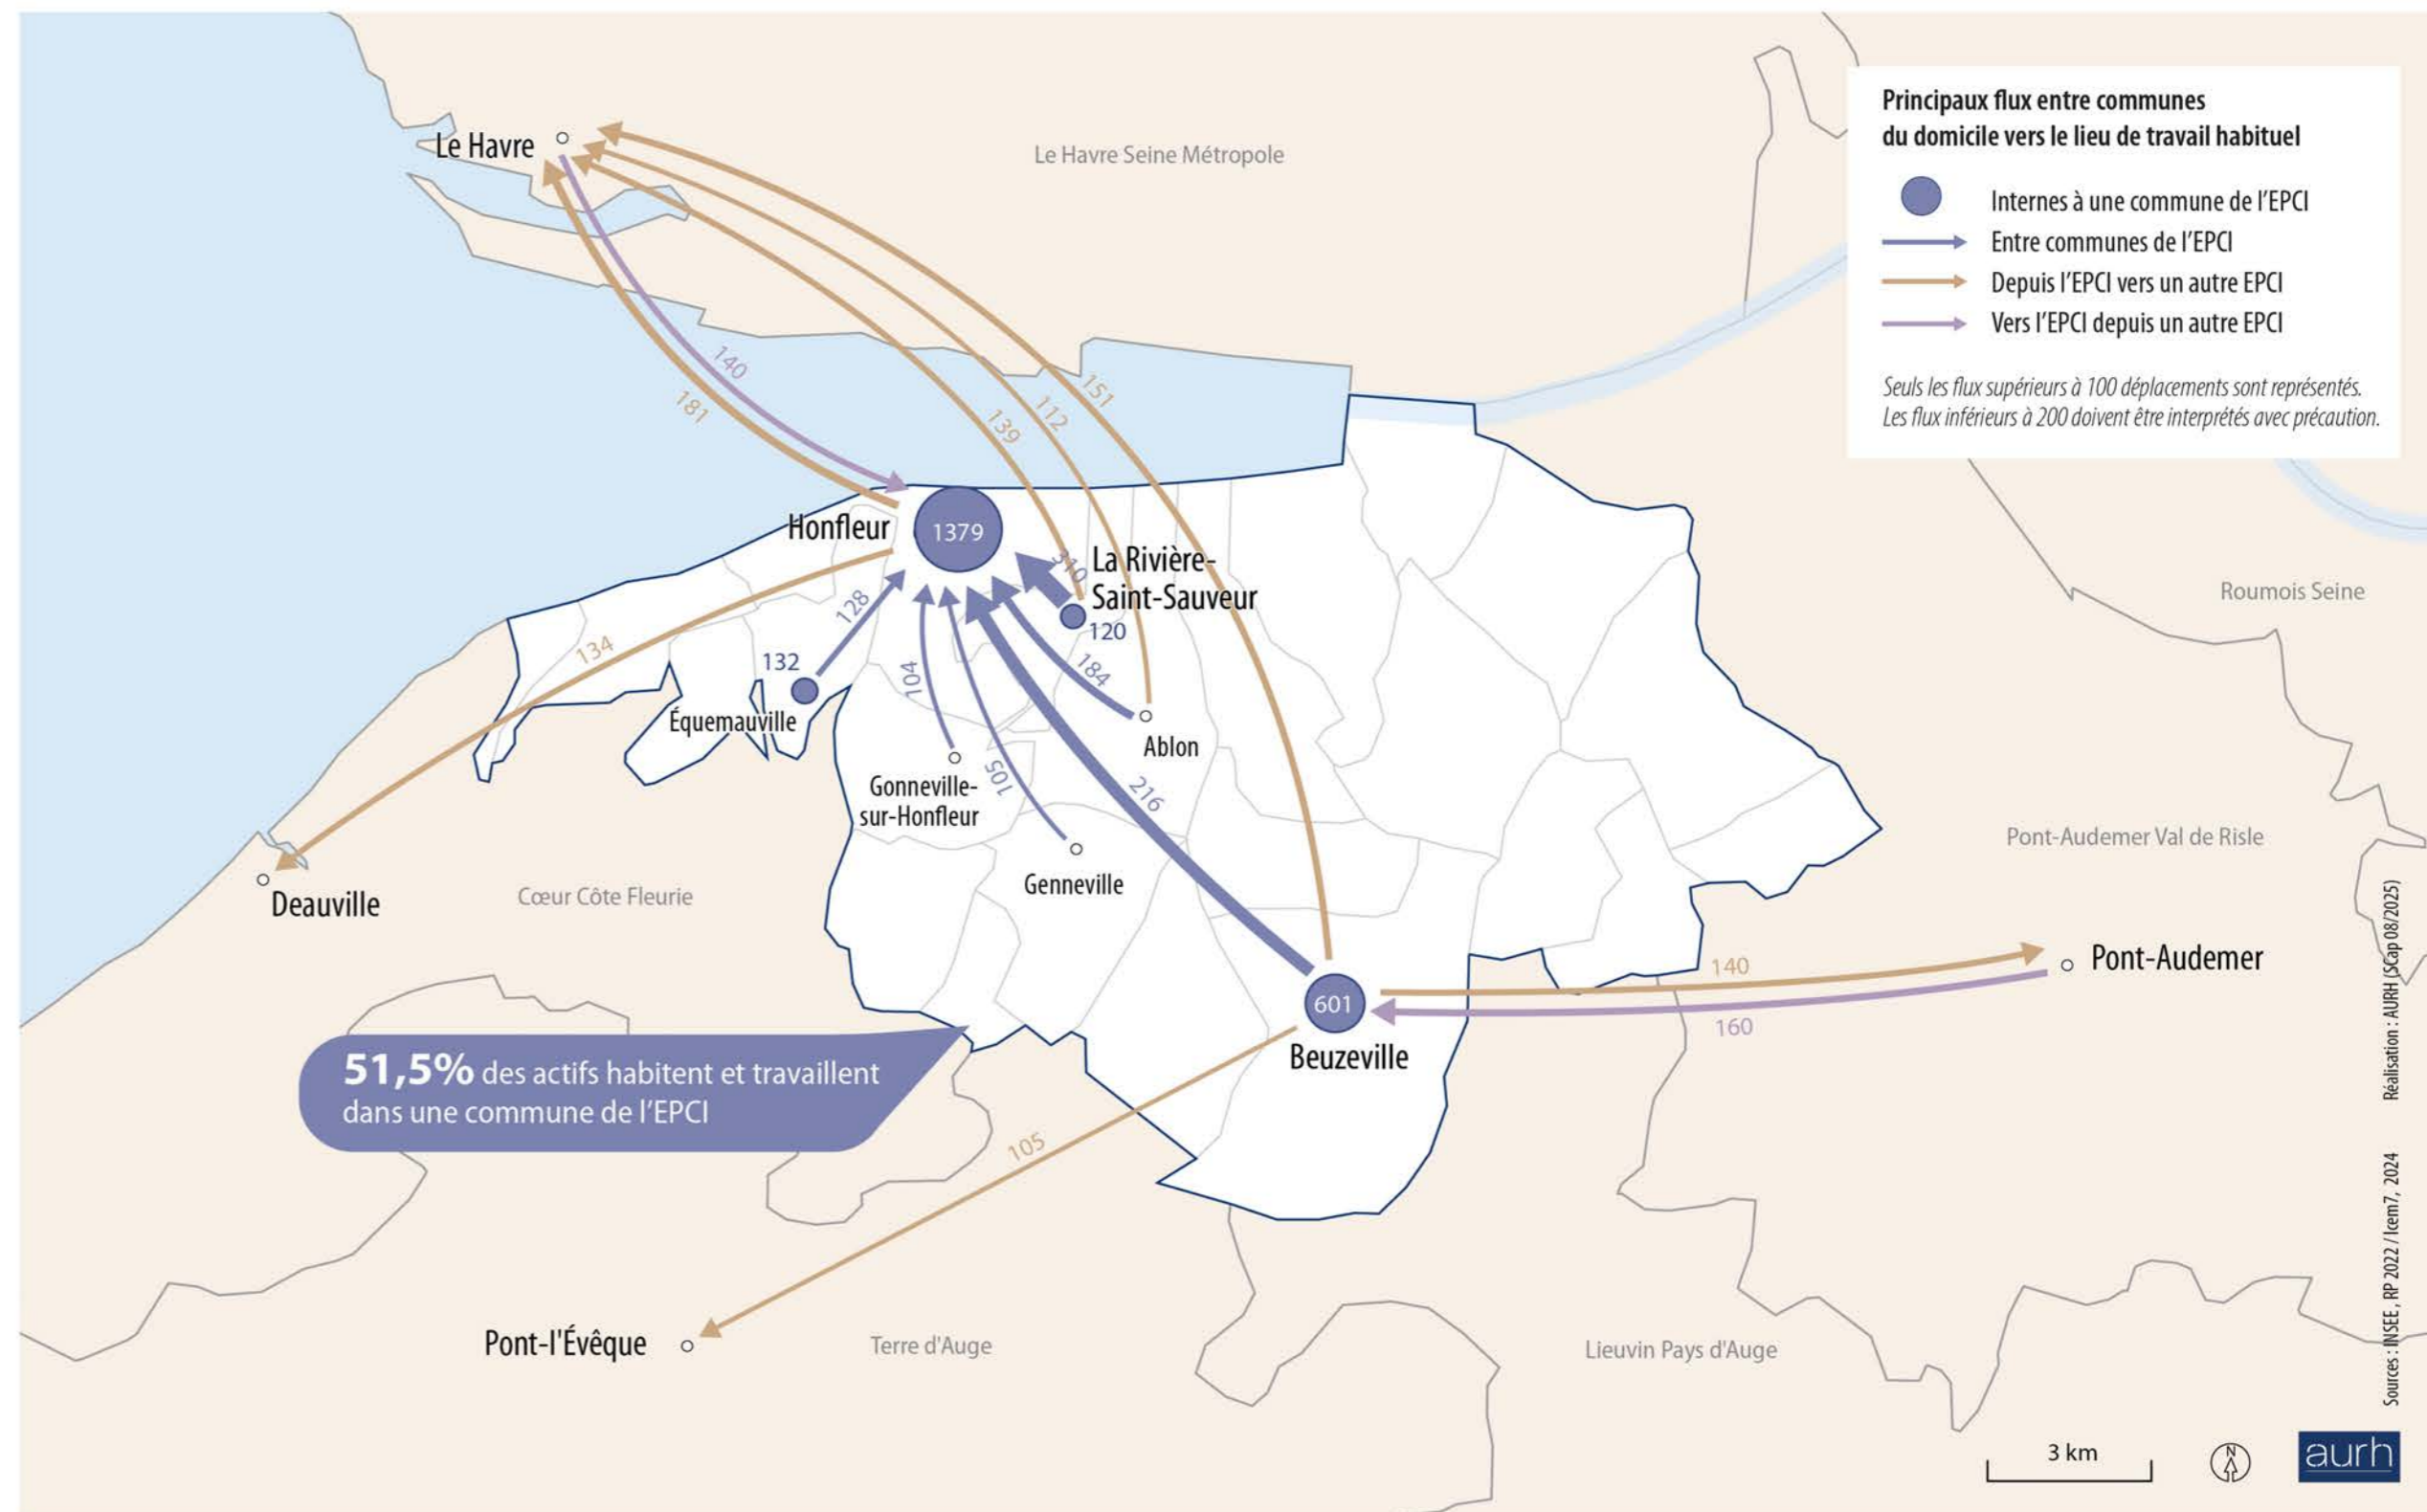 Principaux flux entre communes
du domicile vers le lieu de travail habituel
Internes à une commune de l'EPCI
Entre communes de l'EPCI
Depuis l'EPCI vers un autre EPCI
Vers l'EPCI depuis un autre EPCI
Seuls les flux supérieurs à 100 déplacements sont représentés.
Les flux inférieurs à 200 doivent être interprétés avec précaution.
Le Havre
Le Havre Seine Métropole
140
181
151
112
139
Honfleur
1379
310
La Rivière-
Saint-Sauveur
120
Roumois Seine
128
134
132
104
184
Équemauville
Ablon
105
Gonneville-
sur-Honfleur
216
Genneville
Pont-Audemer Val de Risle
Deauville
Cœur Côte Fleurie
140
Pont-Audemer
601
160
Beuzeville
51,5% des actifs habitent et travaillent
dans une commune de l'EPCI
105
Pont-l'Évêque
Terre d'Auge
Lieuvin Pays d'Auge
3 km
N
aurh
Sources : INSEE, RP 2022 / Icem7, 2024
Réalisation : AURH (SCap 08/2025)